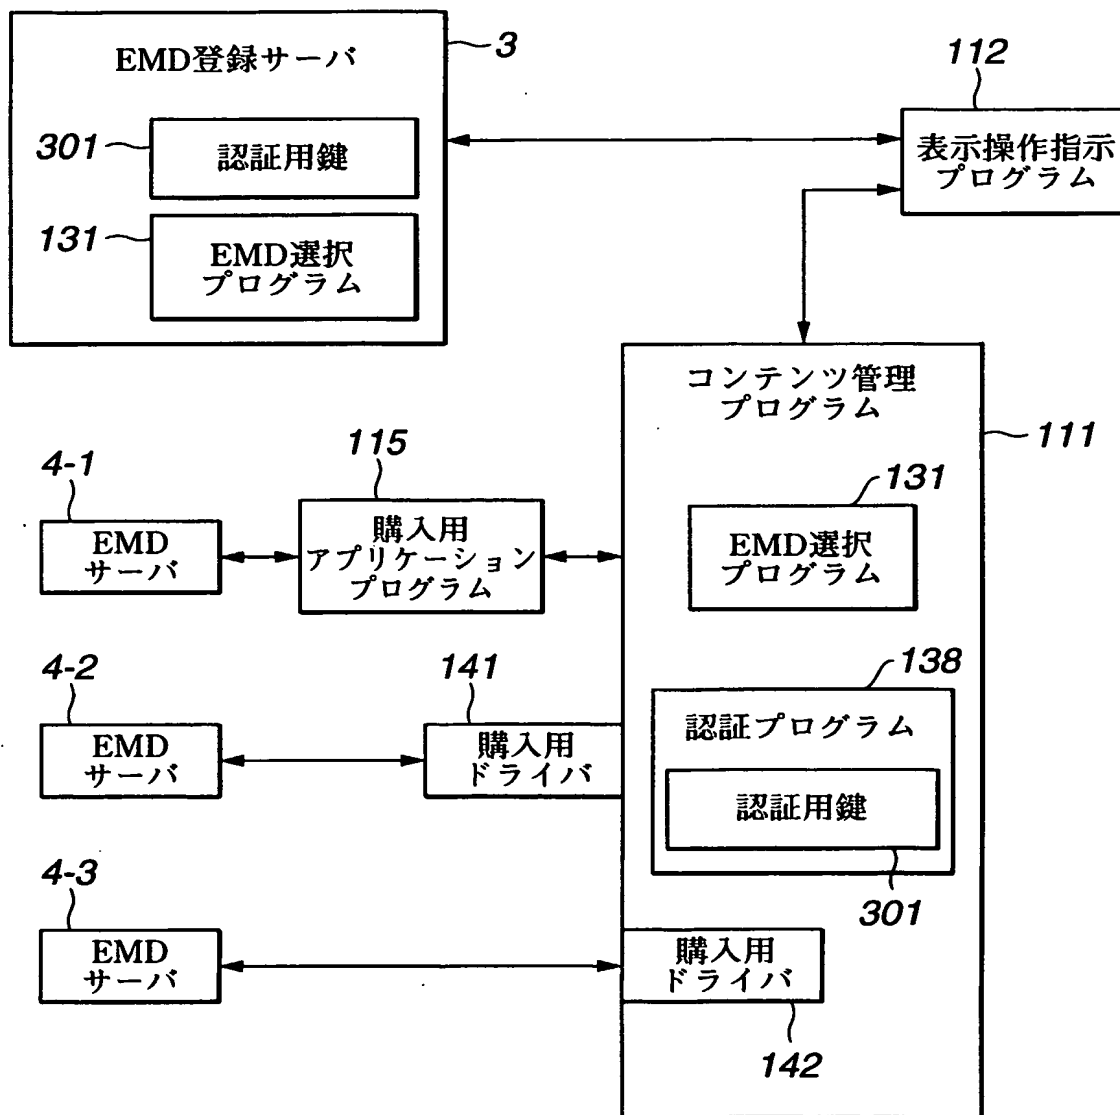 EMD登録サーバ
3
301
認証用鍵
131
EMD選択
プログラム
112
表示操作指示
プログラム
コンテンツ管理
プログラム
111
4-1
EMD
サーバ
115
購入用
アプリケーション
プログラム
131
EMD選択
プログラム
4-2
EMD
サーバ
141
購入用
ドライバ
138
認証プログラム
認証用鍵
301
4-3
EMD
サーバ
購入用
ドライバ
142